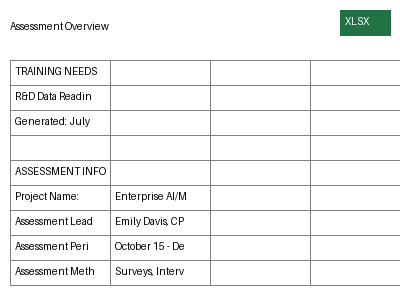 Assessment Overview
XLSX
TRAINING NEEDS
R&D Data Readin
Generated: July
ASSESSMENT INFO
Project Name: Enterprise AI/M
Assessment Lead Emily Davis, CP
Assessment Peri October 15 - De
Assessment Meth Surveys, Interv